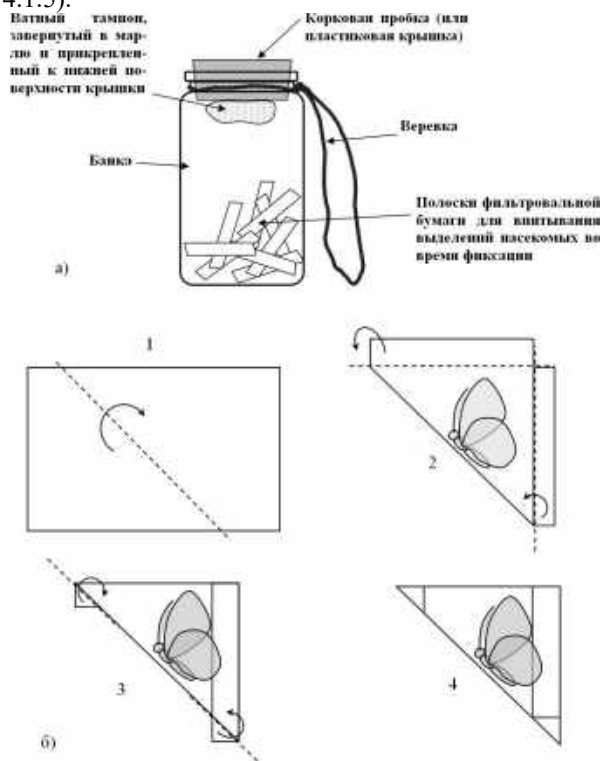 4.1.5).
Ватный тампон,
завернутый в мар-
лю и прикреплен-
ный к нижней по-
верхности крышки
Корковая пробка (или
пластиковая крышка)
Веревка
Банка
Полоски фильтровальной
бумаги для впитывания
выделений насекомых во
время фиксации
а)
1
2
3
4
б)